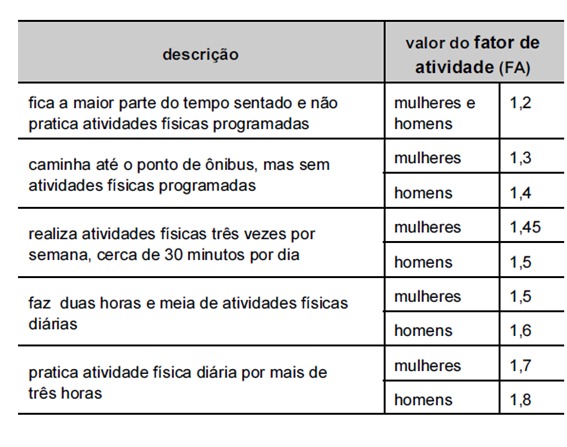 descrição
valor do fator de
atividade (FA)
fica a maior parte do tempo sentado e não
pratica atividades físicas programadas
mulheres e
homens
1,2
caminha até o ponto de ônibus, mas sem
atividades físicas programadas
mulheres
1,3
homens
1,4
realiza atividades físicas três vezes por
semana, cerca de 30 minutos por dia
mulheres
1,45
homens
1,5
faz duas horas e meia de atividades físicas
diárias
mulheres
1,5
homens
1,6
pratica atividade física diária por mais de
três horas
mulheres
1,7
homens
1,8